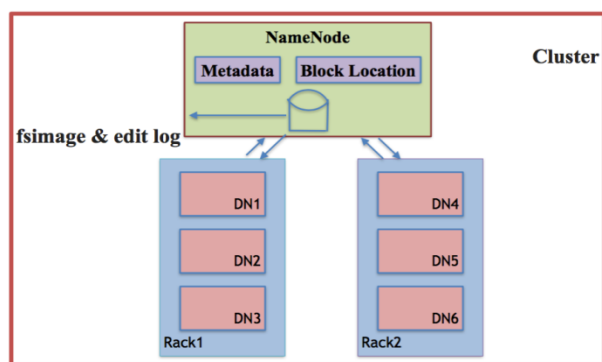 NameNode
Cluster
Metadata
Block Location
fsimage & edit log
DN1
DN4
DN2
DN5
DN3
DN6
Rack1
Rack2